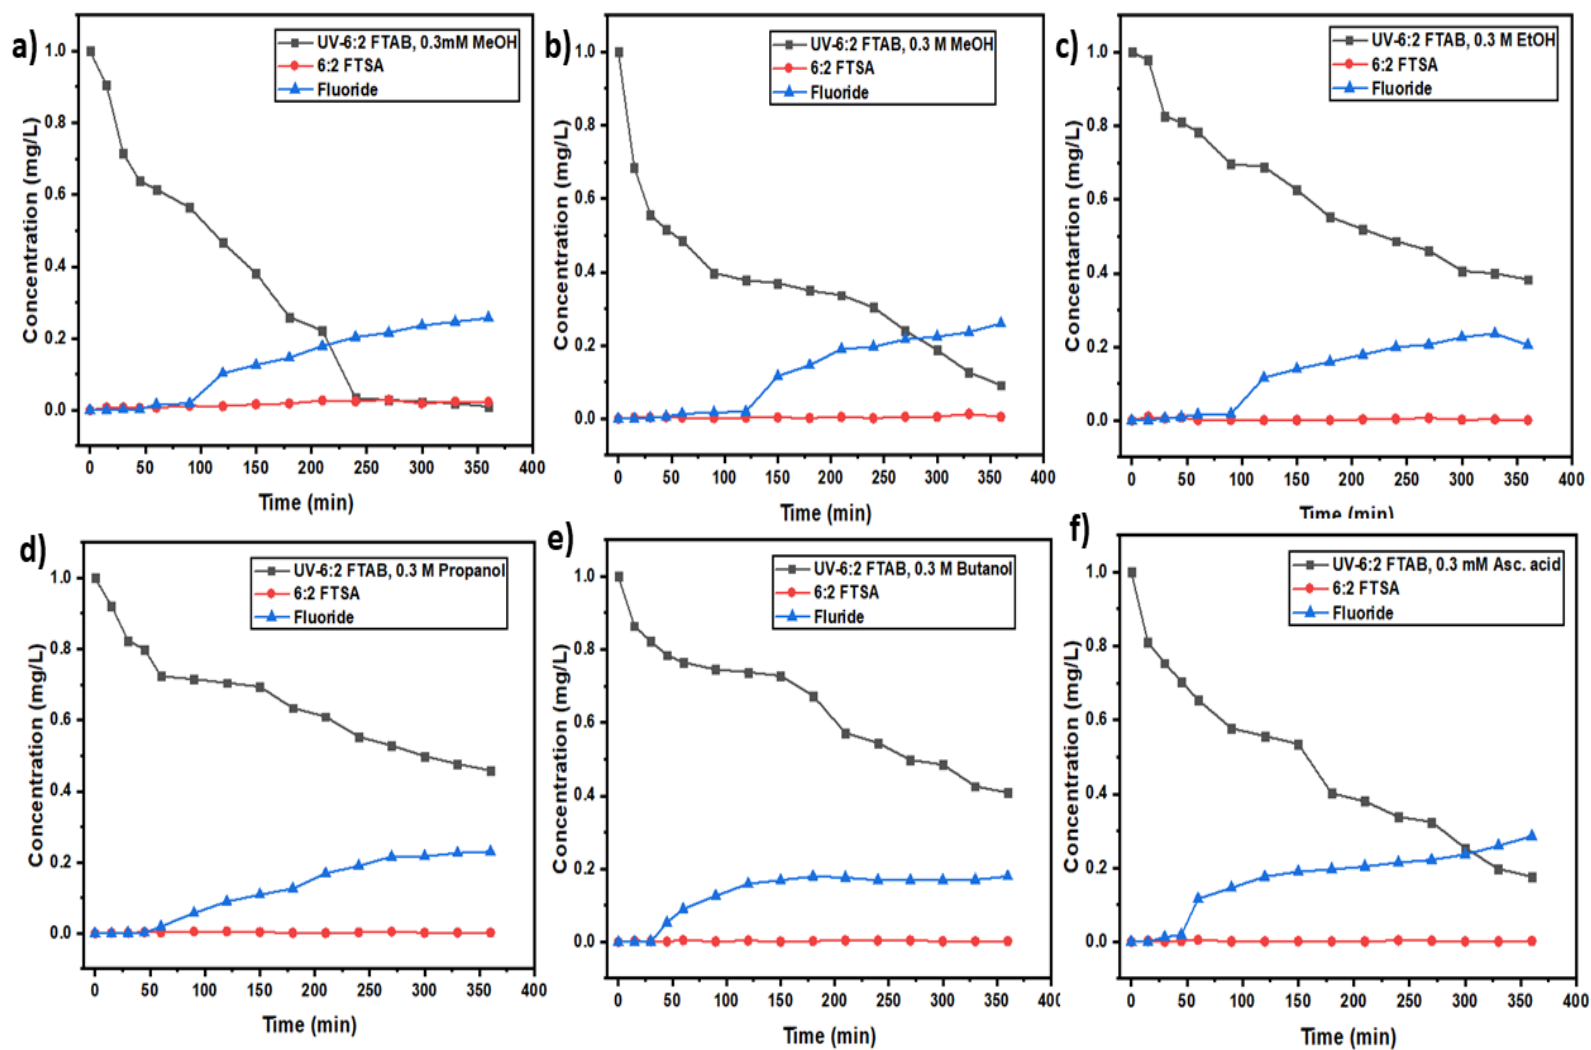 a)
UV-6:2 FTAB, 0.3mM MeOH
6:2 FTSA
Fluoride
Concentration (mg/L)
1.0
0.8
0.6
0.4
0.2
0.0
0 50 100 150 200 250 300 350 400
Time (min)
b)
UV-6:2 FTAB, 0.3 M MeOH
6:2 FTSA
Fluoride
Concentration (mg/L)
1.0
0.8
0.6
0.4
0.2
0.0
0 50 100 150 200 250 300 350 400
Time (min)
c)
UV-6:2 FTAB, 0.3 M EtOH
6:2 FTSA
Fluoride
Concentartion (mg/L)
1.0
0.8
0.6
0.4
0.2
0.0
0 50 100 150 200 250 300 350 400
Time (min)
d)
UV-6:2 FTAB, 0.3 M Propanol
6:2 FTSA
Fluoride
Concentration (mg/L)
1.0
0.8
0.6
0.4
0.2
0.0
0 50 100 150 200 250 300 350 400
Time (min)
e)
UV-6:2 FTAB, 0.3 M Butanol
6:2 FTSA
Fluride
Concentration (mg/L)
1.0
0.8
0.6
0.4
0.2
0.0
0 50 100 150 200 250 300 350 400
Time (min)
f)
UV-6:2 FTAB, 0.3 mM Asc. acid
6:2 FTSA
Fluoride
Concentration (mg/L)
1.0
0.8
0.6
0.4
0.2
0.0
0 50 100 150 200 250 300 350 400
Time (min)